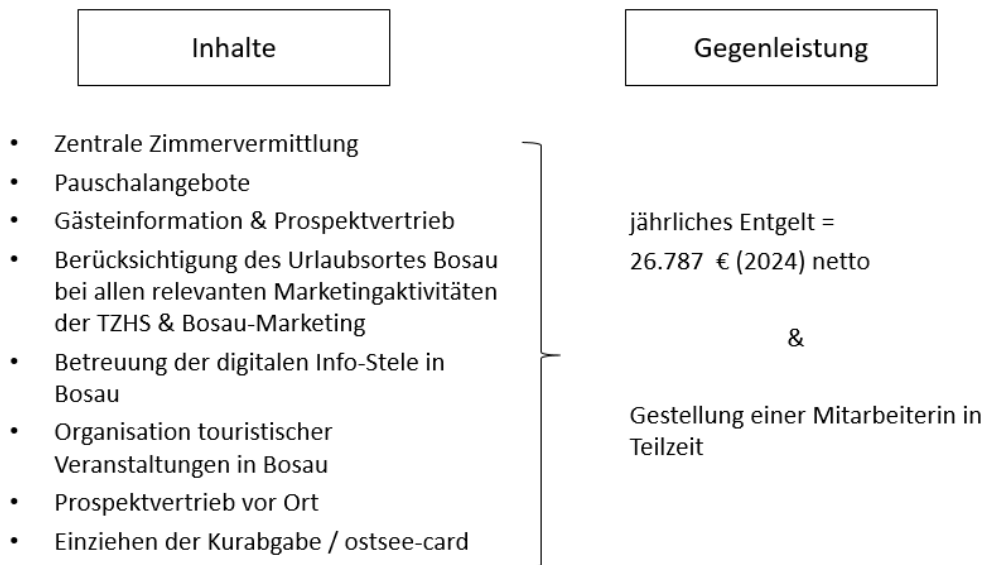 Inhalte
• Zentrale Zimmervermittlung
• Pauschalangebote
• Gästeinformation & Prospektvertrieb
• Berücksichtigung des Urlaubsortes Bosau
bei allen relevanten Marketingaktivitäten
der TZHS & Bosau-Marketing
• Betreuung der digitalen Info-Stele in
Bosau
• Organisation touristischer
Veranstaltungen in Bosau
• Prospektvertrieb vor Ort
• Einziehen der Kurabgabe / ostsee-card
Gegenleistung
jährliches Entgelt =
26.787 € (2024) netto
&
Gestellung einer Mitarbeiterin in
Teilzeit